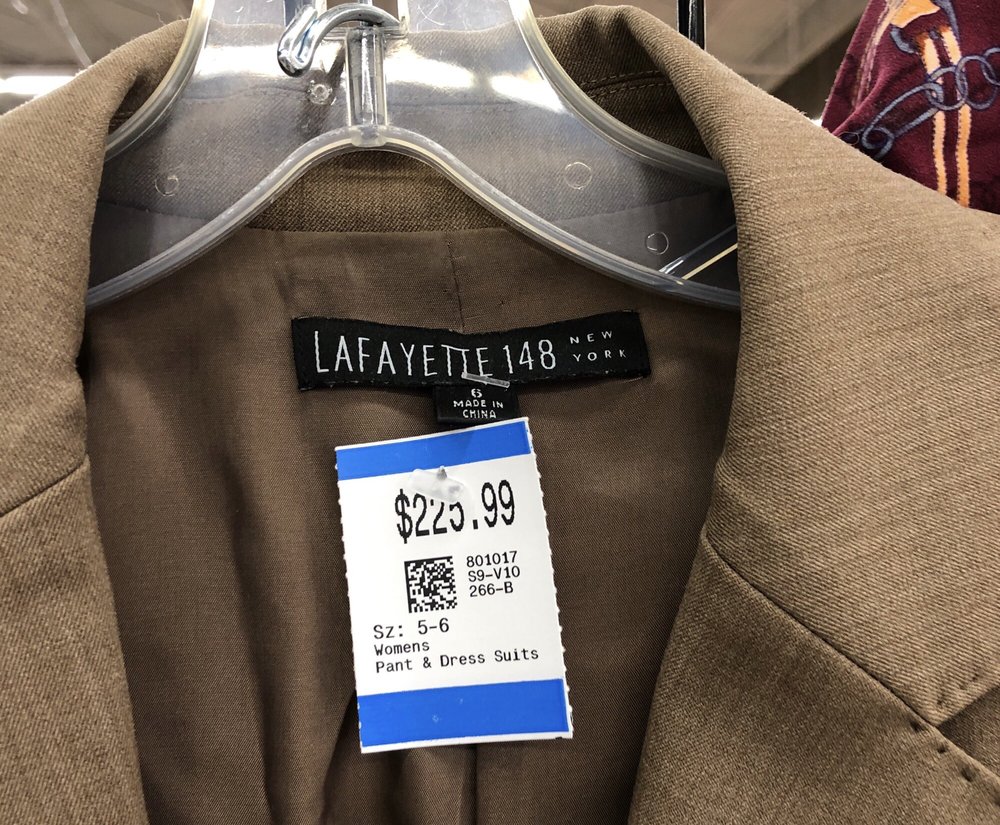 LAFAYETTE 148 NEW
YORK
6
MADE IN
CHINA
$225.99
801017
S9-V10
266-B
Sz: 5-6
Womens
Pant & Dress Suits